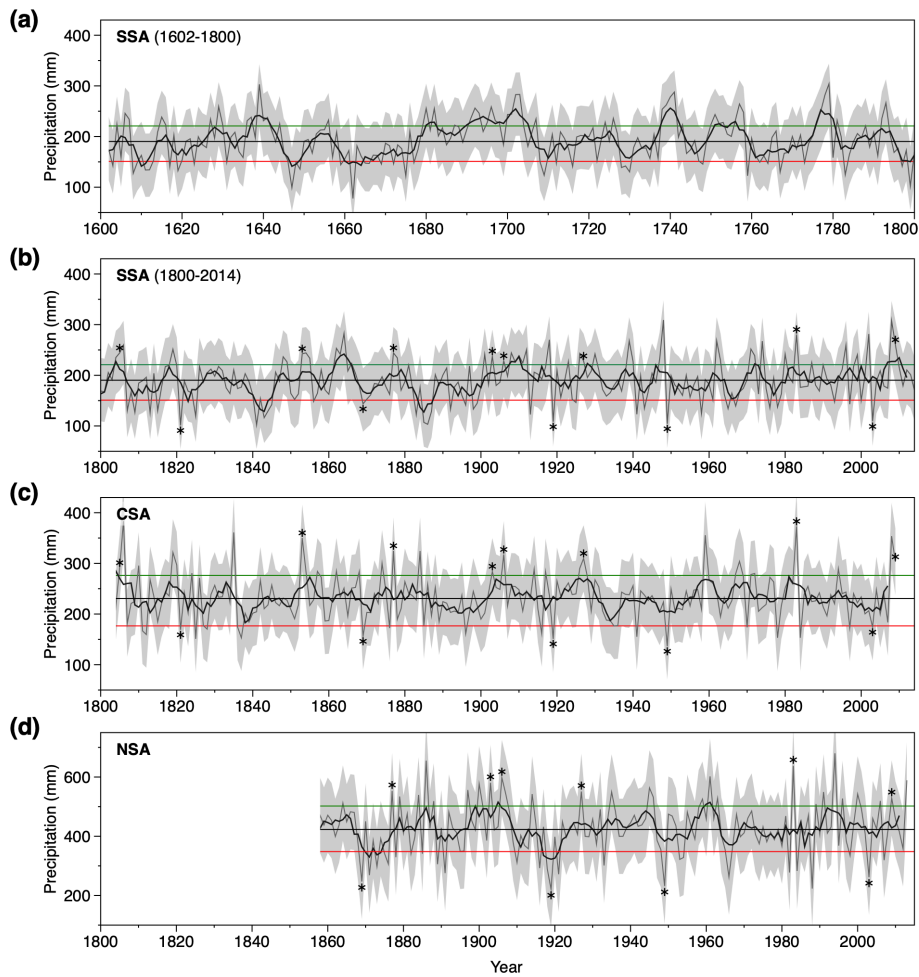 (a)
SSA (1602-1800)
Precipitation (mm)
400
300
200
100
1600 1620 1640 1660 1680 1700 1720 1740 1760 1780 1800
(b)
SSA (1800-2014)
Precipitation (mm)
400
300
200
100
* * * * * * * *
* * * * *
1800 1820 1840 1860 1880 1900 1920 1940 1960 1980 2000
(c)
CSA
Precipitation (mm)
400
300
200
100
* * * * * * * *
* * * * *
1800 1820 1840 1860 1880 1900 1920 1940 1960 1980 2000
(d)
NSA
Precipitation (mm)
600
400
200
* * * * * *
* * * *
1800 1820 1840 1860 1880 1900 1920 1940 1960 1980 2000
Year